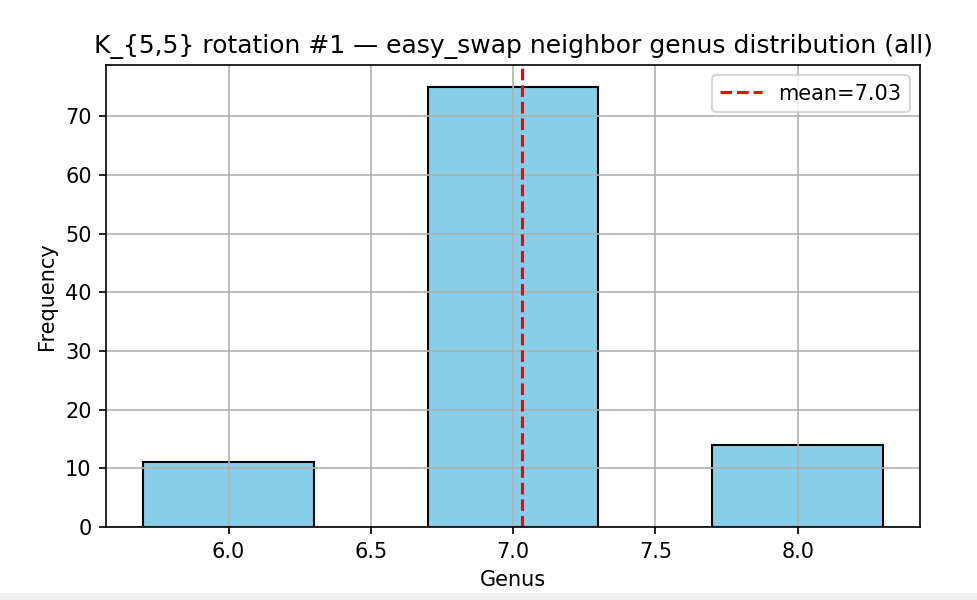 K_{5,5} rotation #1 — easy_swap neighbor genus distribution (all)
mean=7.03
70
60
50
40
30
20
10
0
Frequency
6.0 6.5 7.0 7.5 8.0
Genus